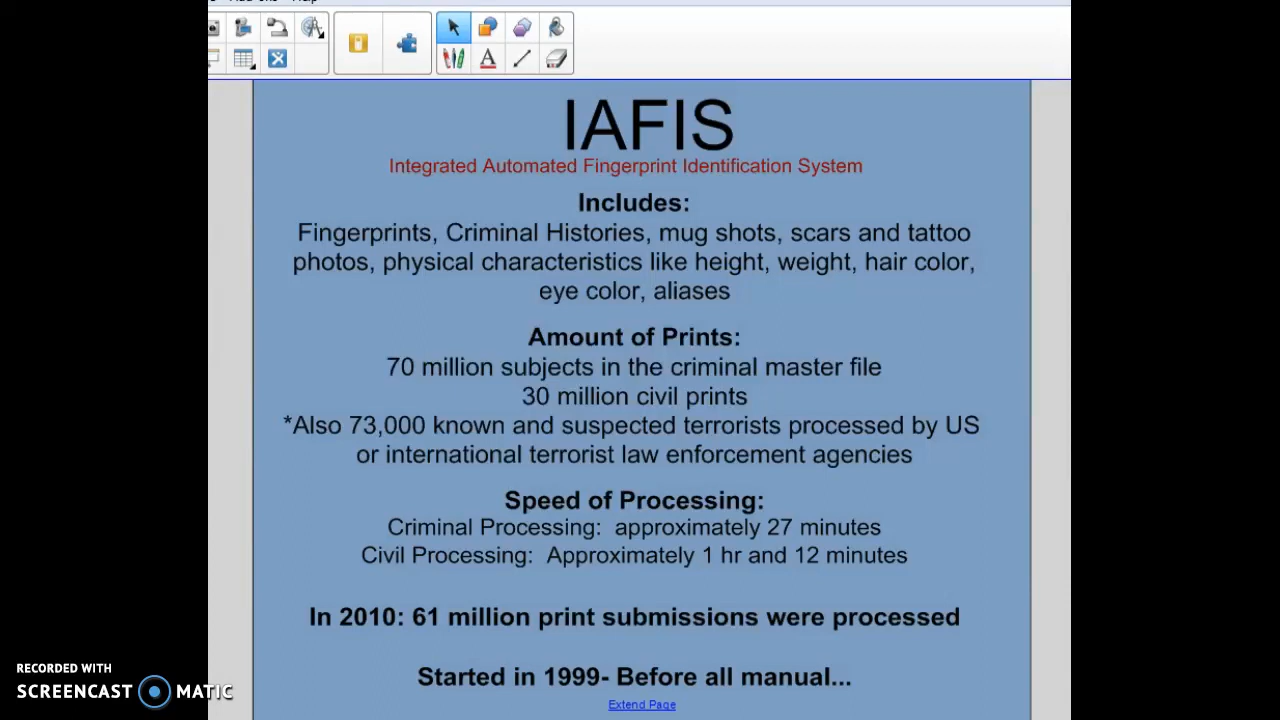 IAFIS
Integrated Automated Fingerprint Identification System
Includes:
Fingerprints, Criminal Histories, mug shots, scars and tattoo
photos, physical characteristics like height, weight, hair color,
eye color, aliases
Amount of Prints:
70 million subjects in the criminal master file
30 million civil prints
*Also 73,000 known and suspected terrorists processed by US
or international terrorist law enforcement agencies
Speed of Processing:
Criminal Processing: approximately 27 minutes
Civil Processing: Approximately 1 hr and 12 minutes
In 2010: 61 million print submissions were processed
Started in 1999- Before all manual...
Extend Page
RECORDED WITH
SCREENCAST MATIC